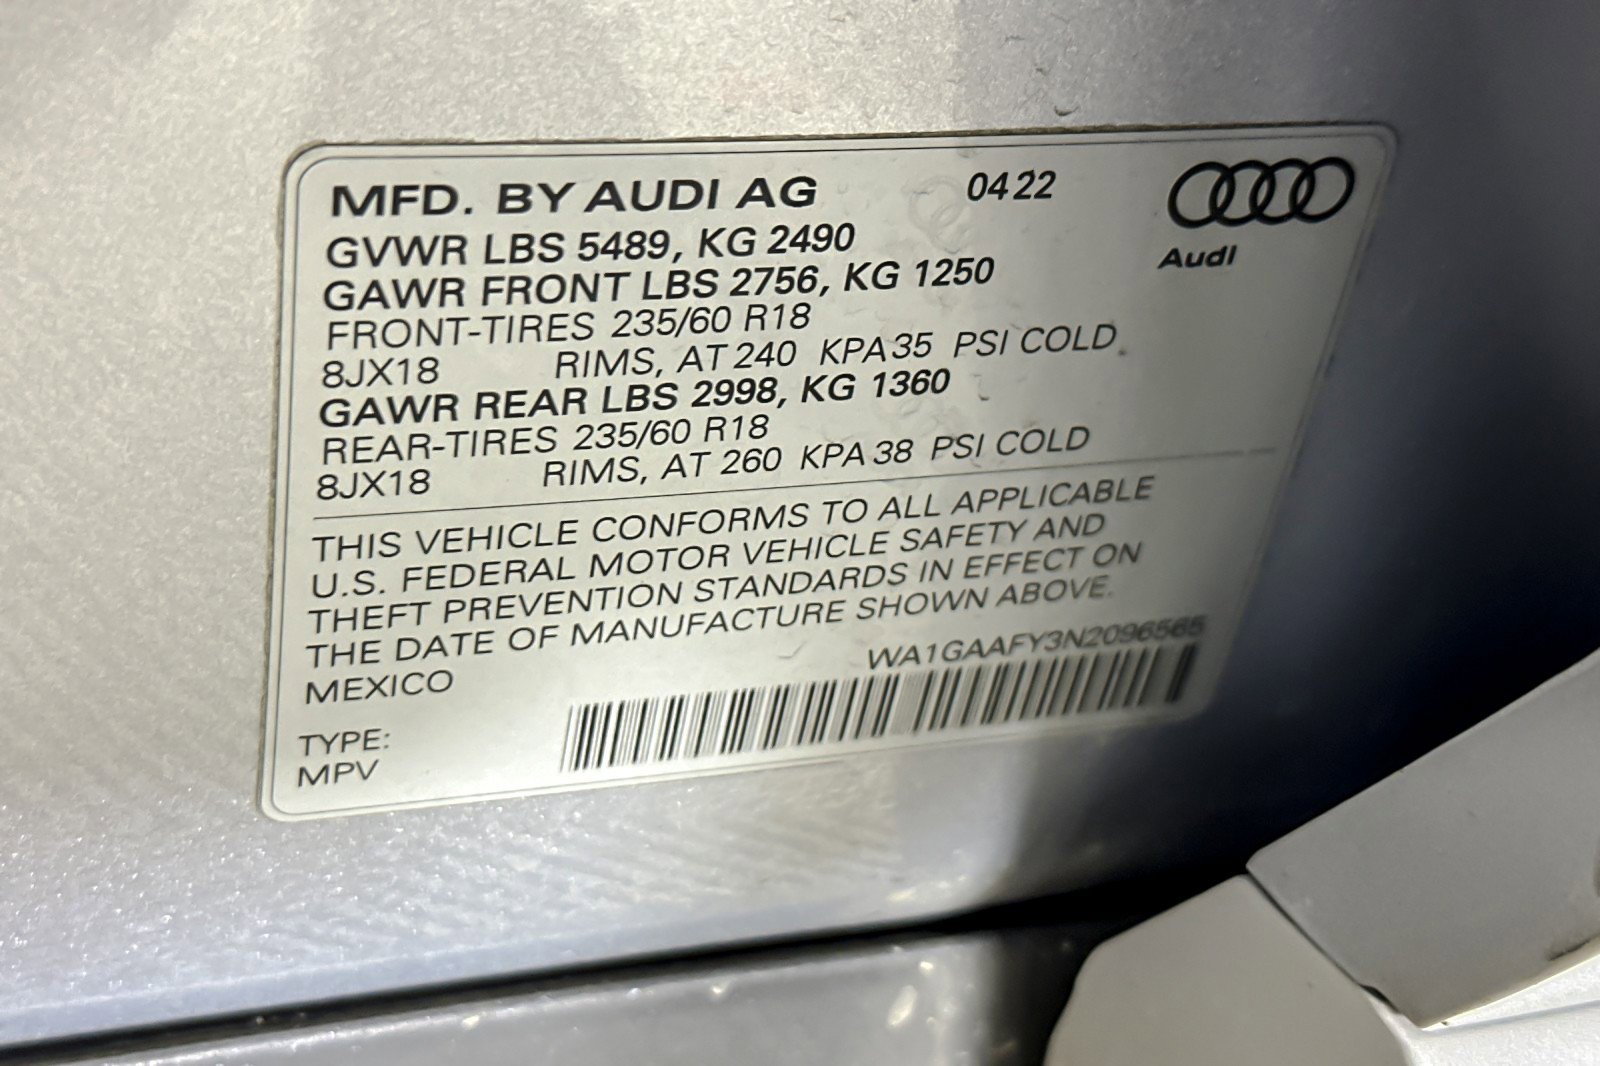 MFD. BY AUDI AG 0422
Audi
GVWR LBS 5489, KG 2490
GAWR FRONT LBS 2756, KG 1250
FRONT-TIRES 235/60 R18
8JX18 RIMS, AT 240 KPA 35 PSI COLD
GAWR REAR LBS 2998, KG 1360
REAR-TIRES 235/60 R18
8JX18 RIMS, AT 260 KPA 38 PSI COLD
THIS VEHICLE CONFORMS TO ALL APPLICABLE
U.S. FEDERAL MOTOR VEHICLE SAFETY AND
THEFT PREVENTION STANDARDS IN EFFECT ON
THE DATE OF MANUFACTURE SHOWN ABOVE.
MEXICO
WA1GAAFY3N2096565
TYPE:
MPV